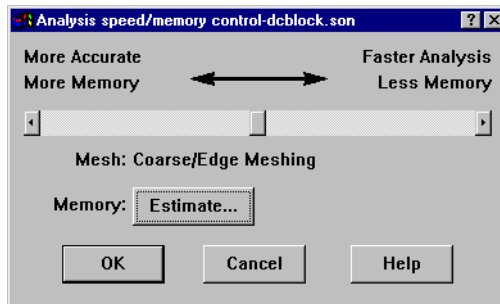 Analysis speed/memory control-dcblock.son
More Accurate Faster Analysis
More Memory Less Memory
Mesh: Coarse/Edge Meshing
Memory: Estimate...
OK Cancel Help